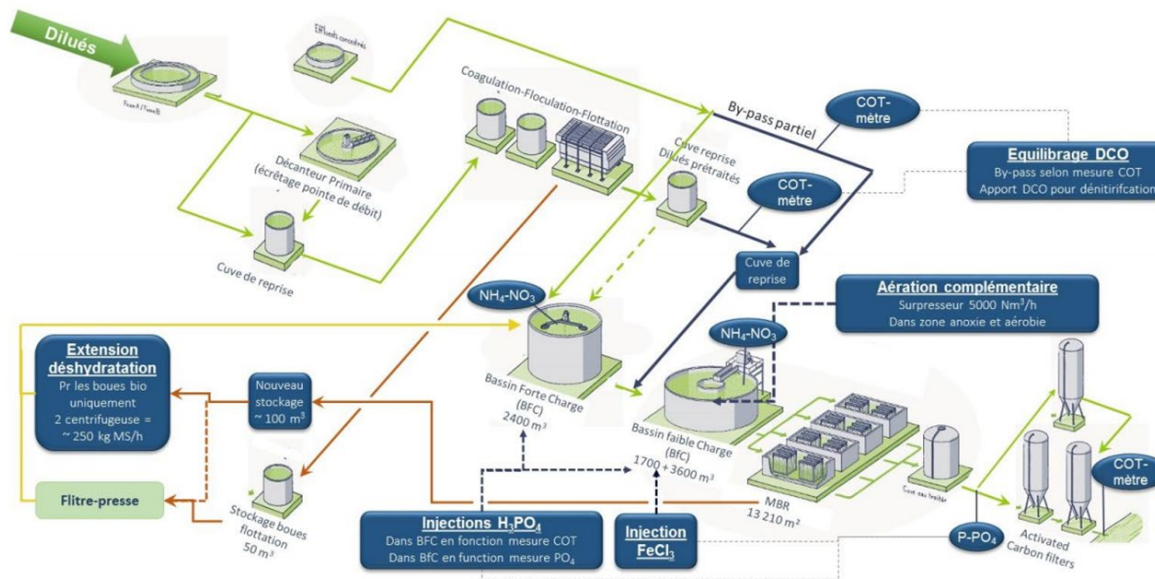 Dilués
Fosse A / Fosse B
concentrés
Coagulation-Floculation-Flottation
Décanteur Primaire
(écrêtage pointe de
débit)
Cuve de reprise
By-pass partiel
COT-
mètre
Cuve reprise
Dilués prétraités
COT-
mètre
Equilibrage DCO
By-pass selon mesure COT
Apport DCO pour dénitirifcation
Cuve de
reprise
NH4-NO3
Bassin Forte Charge
(BFC)
2400 m³
NH4-NO3
Bassin faible Charge
(BfC)
1700 + 3600 m³
Aération complémentaire
Surpresseur 5000 Nm³/h
Dans zone anoxie et aérobie
Extension
déshydratation
Pr les boues bio
uniquement
2 centrifugeuse =
~ 250 kg MS/h
Nouveau
stockage
~ 100 m³
Flitre-presse
Stockage boues
flottation
50 m³
MBR
13 210 m²
Cuve eau traitée
COT-
mètre
P-PO4
Activated
Carbon filters
Injections H3PO4
Dans BFC en fonction mesure COT
Dans BfC en function mesure PO4
Injection
FeCl3